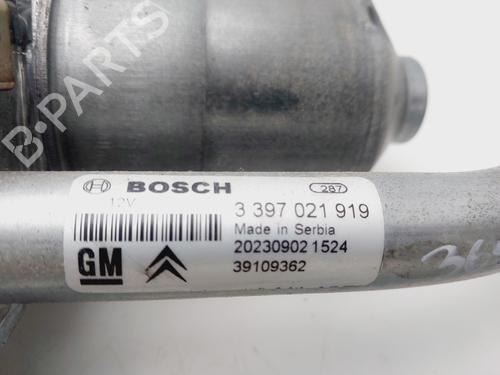 B-PARTS
BOSCH
287
12V
3 397 021 919
Made in Serbia
20230902 1524
GM
39109362